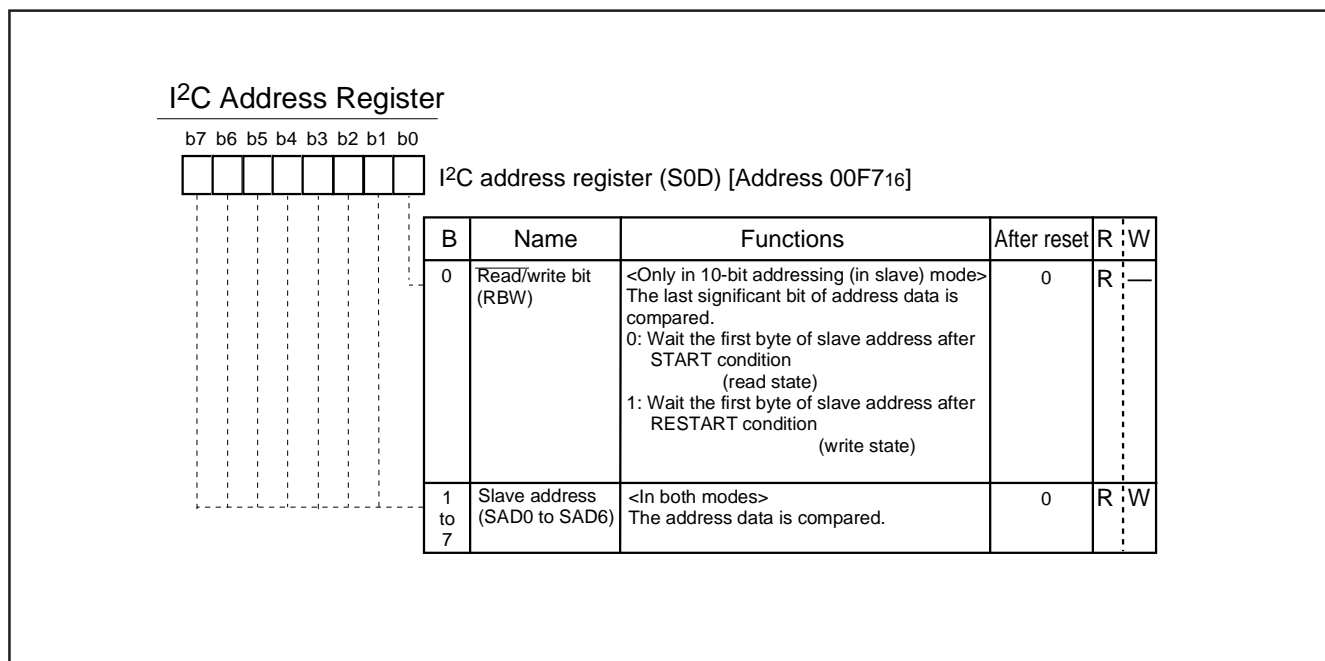 I2C Address Register
b7 b6 b5 b4 b3 b2 b1 b0
I2C address register (S0D) [Address 00F716]
B Name Functions After reset R W
0 Read/write bit (RBW) <Only in 10-bit addressing (in slave) mode> 0 R —
The last significant bit of address data is
compared.
0: Wait the first byte of slave address after
START condition
(read state)
1: Wait the first byte of slave address after
RESTART condition
(write state)
1 to 7 Slave address (SAD0 to SAD6) <In both modes> 0 R W
The address data is compared.